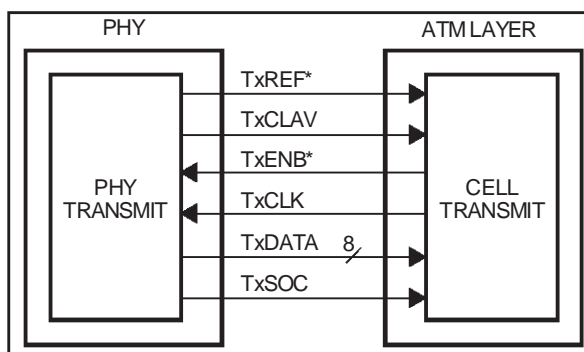 PHY
ATM LAYER
TxREF*
TxCLAV
TxENB*
TxCLK
TxDATA 8
TxSOC
PHY
TRANSMIT
CELL
TRANSMIT